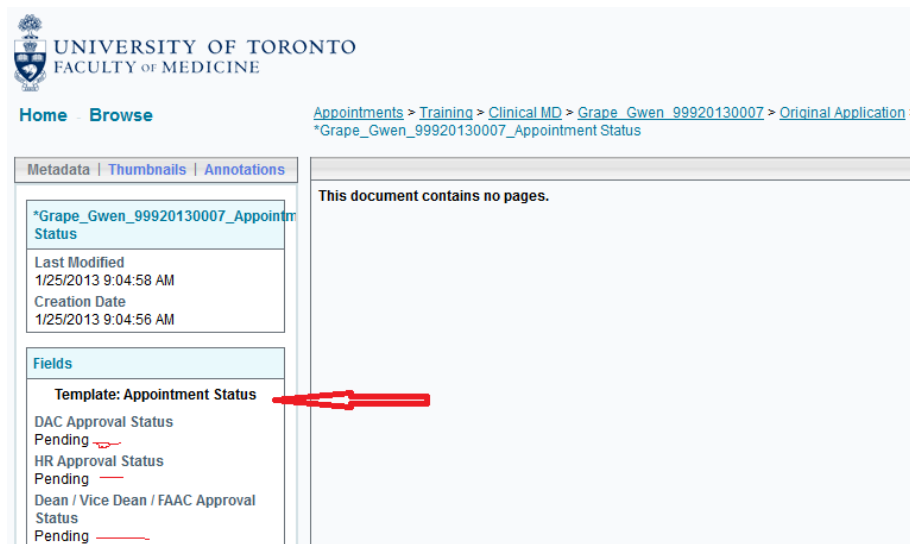 UNIVERSITY OF TORONTO
FACULTY OF MEDICINE
Home Browse
Appointments > Training > Clinical MD > Grape_Gwen_99920130007 > Original Application
*Grape_Gwen_99920130007_Appointment Status
Metadata | Thumbnails | Annotations
This document contains no pages.
*Grape_Gwen_99920130007_Appointm
Status
Last Modified
1/25/2013 9:04:58 AM
Creation Date
1/25/2013 9:04:56 AM
Fields
Template: Appointment Status
DAC Approval Status
Pending
HR Approval Status
Pending
Dean / Vice Dean / FAAC Approval
Status
Pending